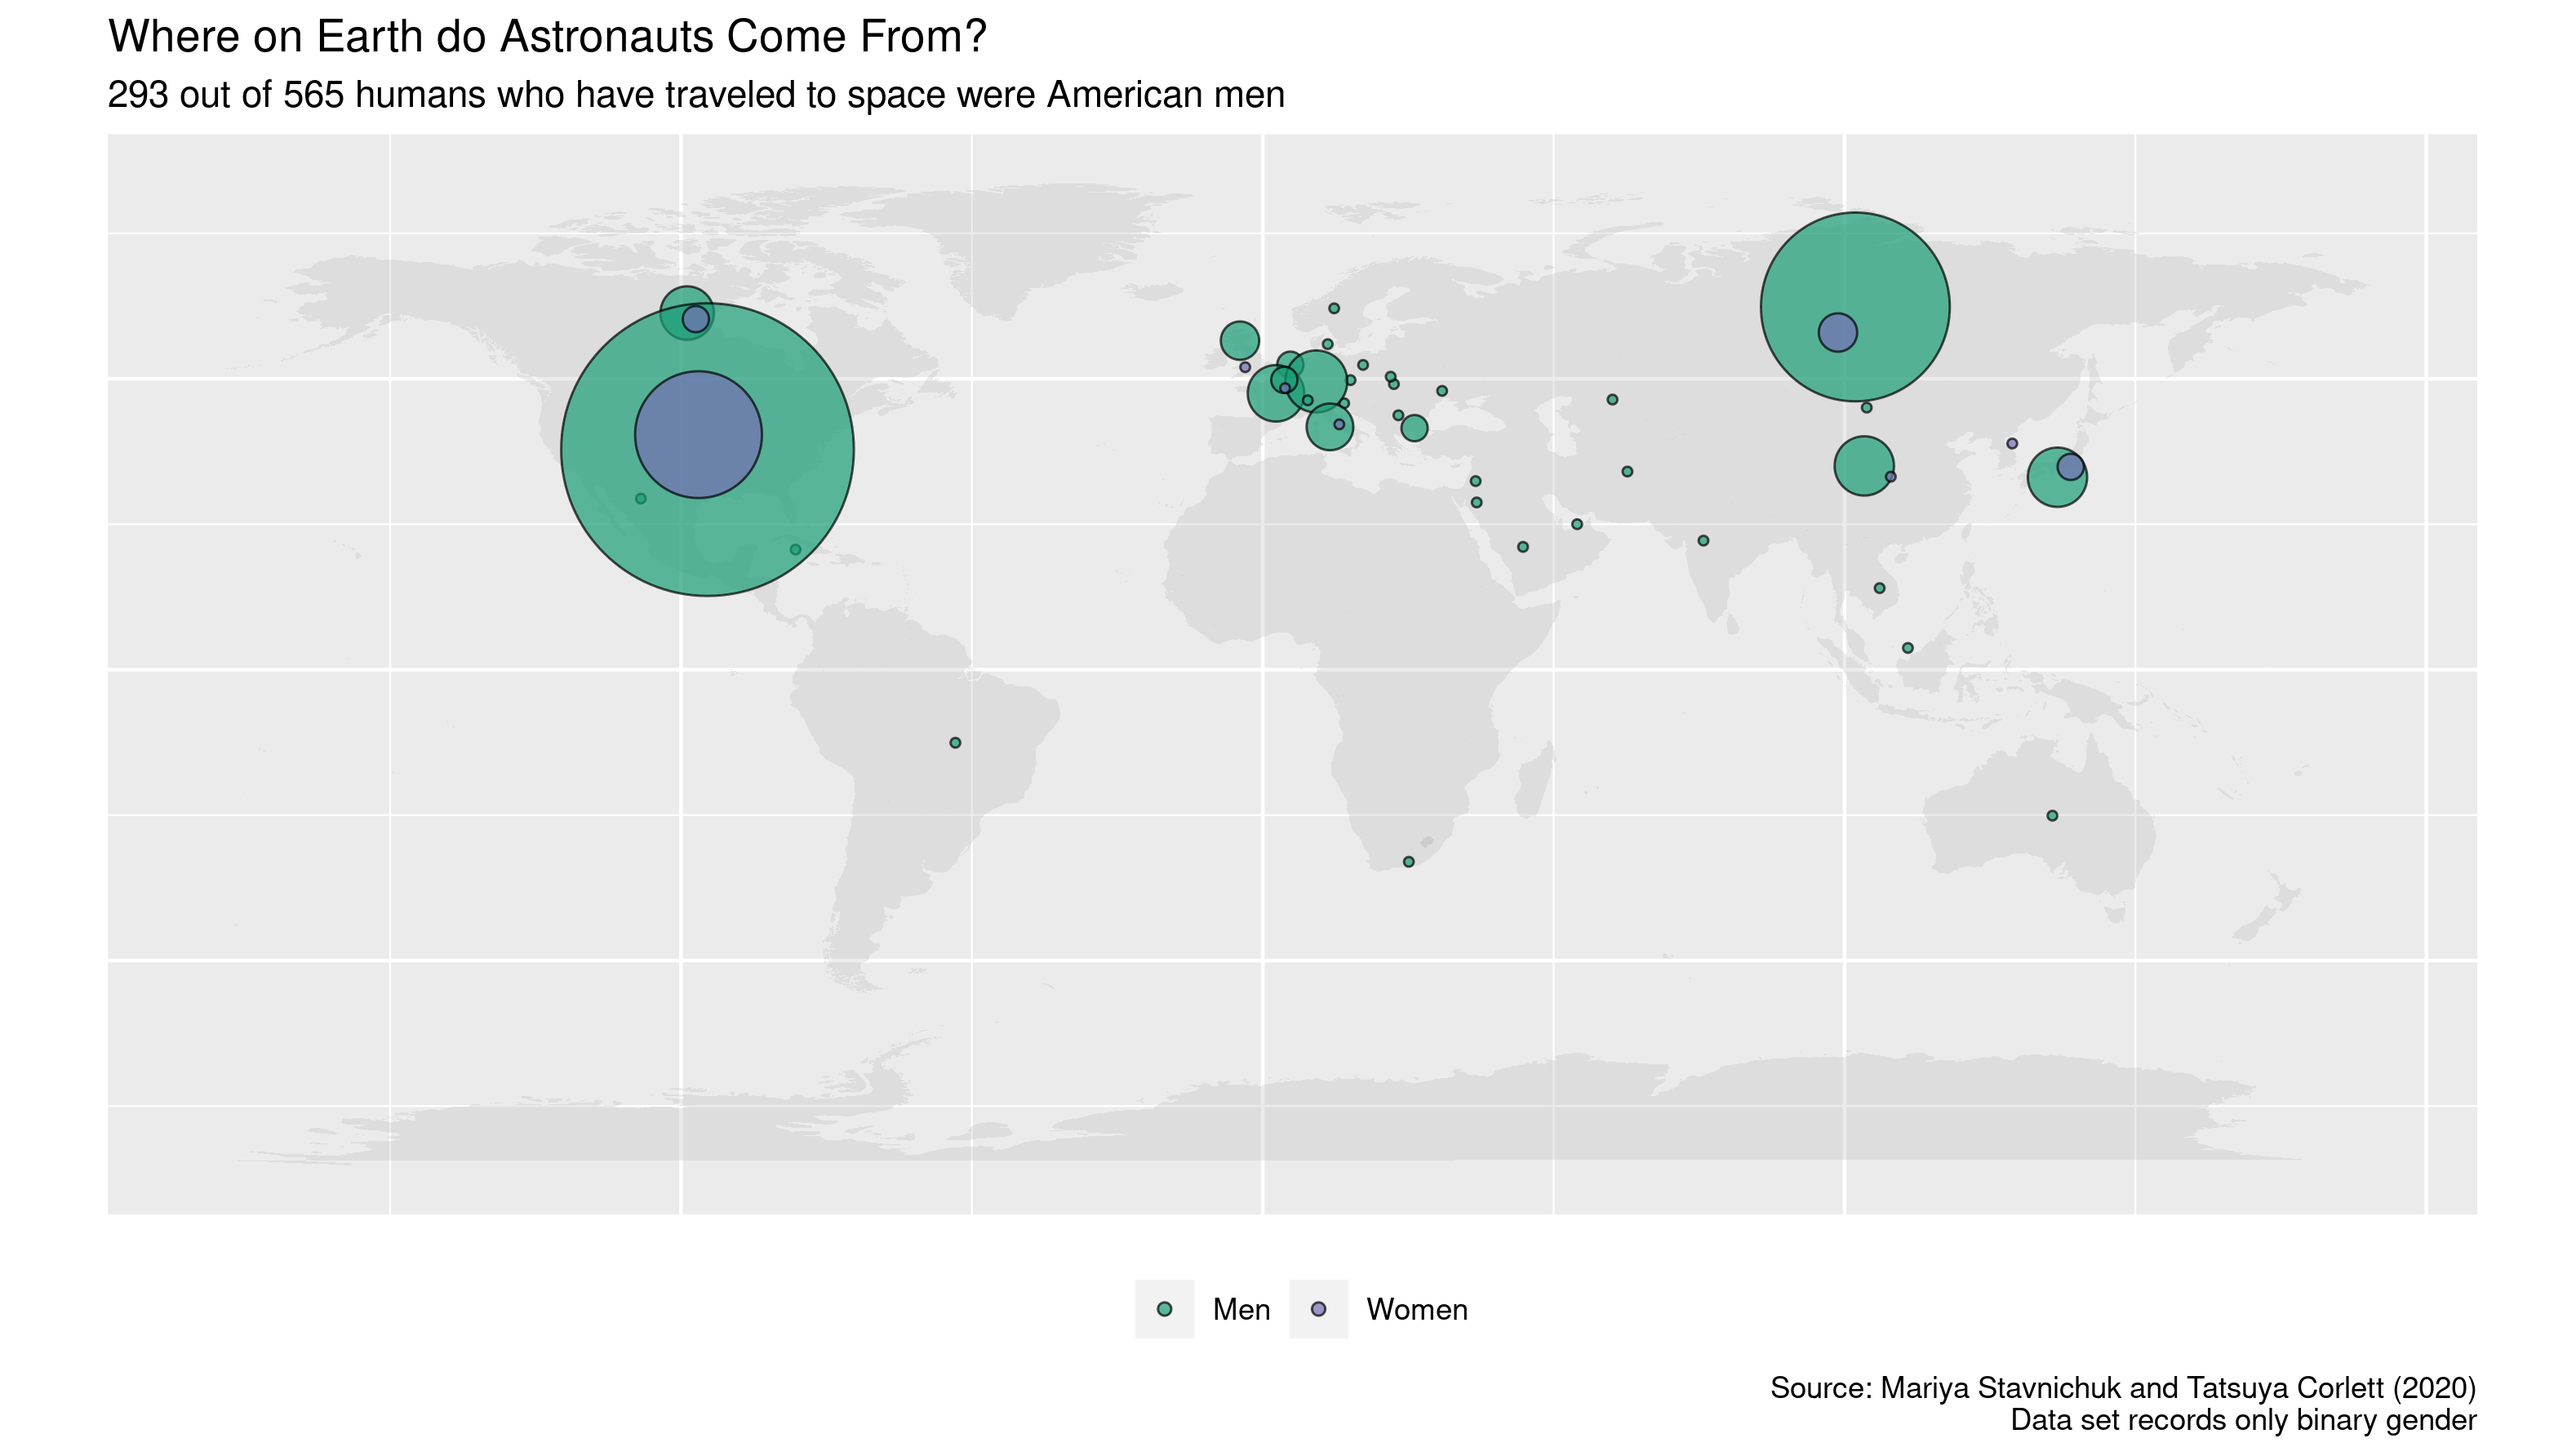 Where on Earth do Astronauts Come From?
293 out of 565 humans who have traveled to space were American men
Men Women
Source: Mariya Stavnichuk and Tatsuya Corlett (2020)
Data set records only binary gender